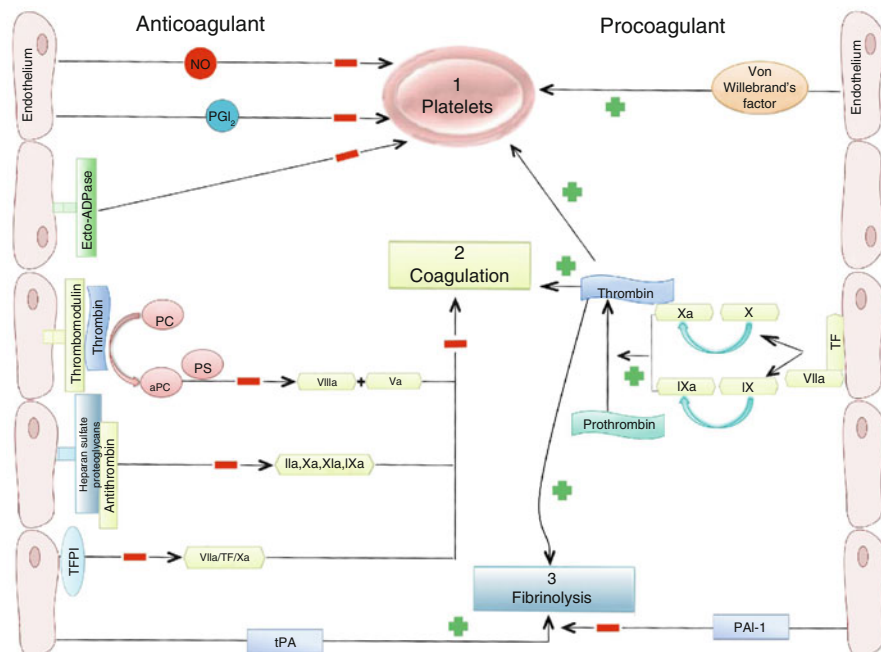 Anticoagulant
Procoagulant
Endothelium
NO
PGI₂
Ecto-ADPase
1
Platelets
Von
Willebrand's
factor
Endothelium
2
Coagulation
Thrombomodulin
Thrombin
PC
aPC
PS
VIIIa
+
Va
Thrombin
Xa
X
IXa
IX
TF
VIIa
Prothrombin
Heparan sulfate
proteoglycans
Antithrombin
IIa,Xa,XIa,IXa
TFPI
VIIa/TF/Xa
3
Fibrinolysis
tPA
PAI-1